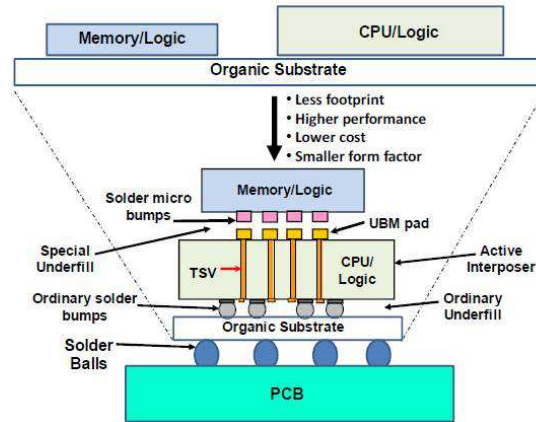 Memory/Logic
CPU/Logic
Organic Substrate
• Less footprint
• Higher performance
• Lower cost
• Smaller form factor
Memory/Logic
Solder micro
bumps
UBM pad
Special
Underfill
TSV
CPU/
Logic
Active
Interposer
Ordinary solder
bumps
Ordinary
Underfill
Organic Substrate
Solder
Balls
PCB